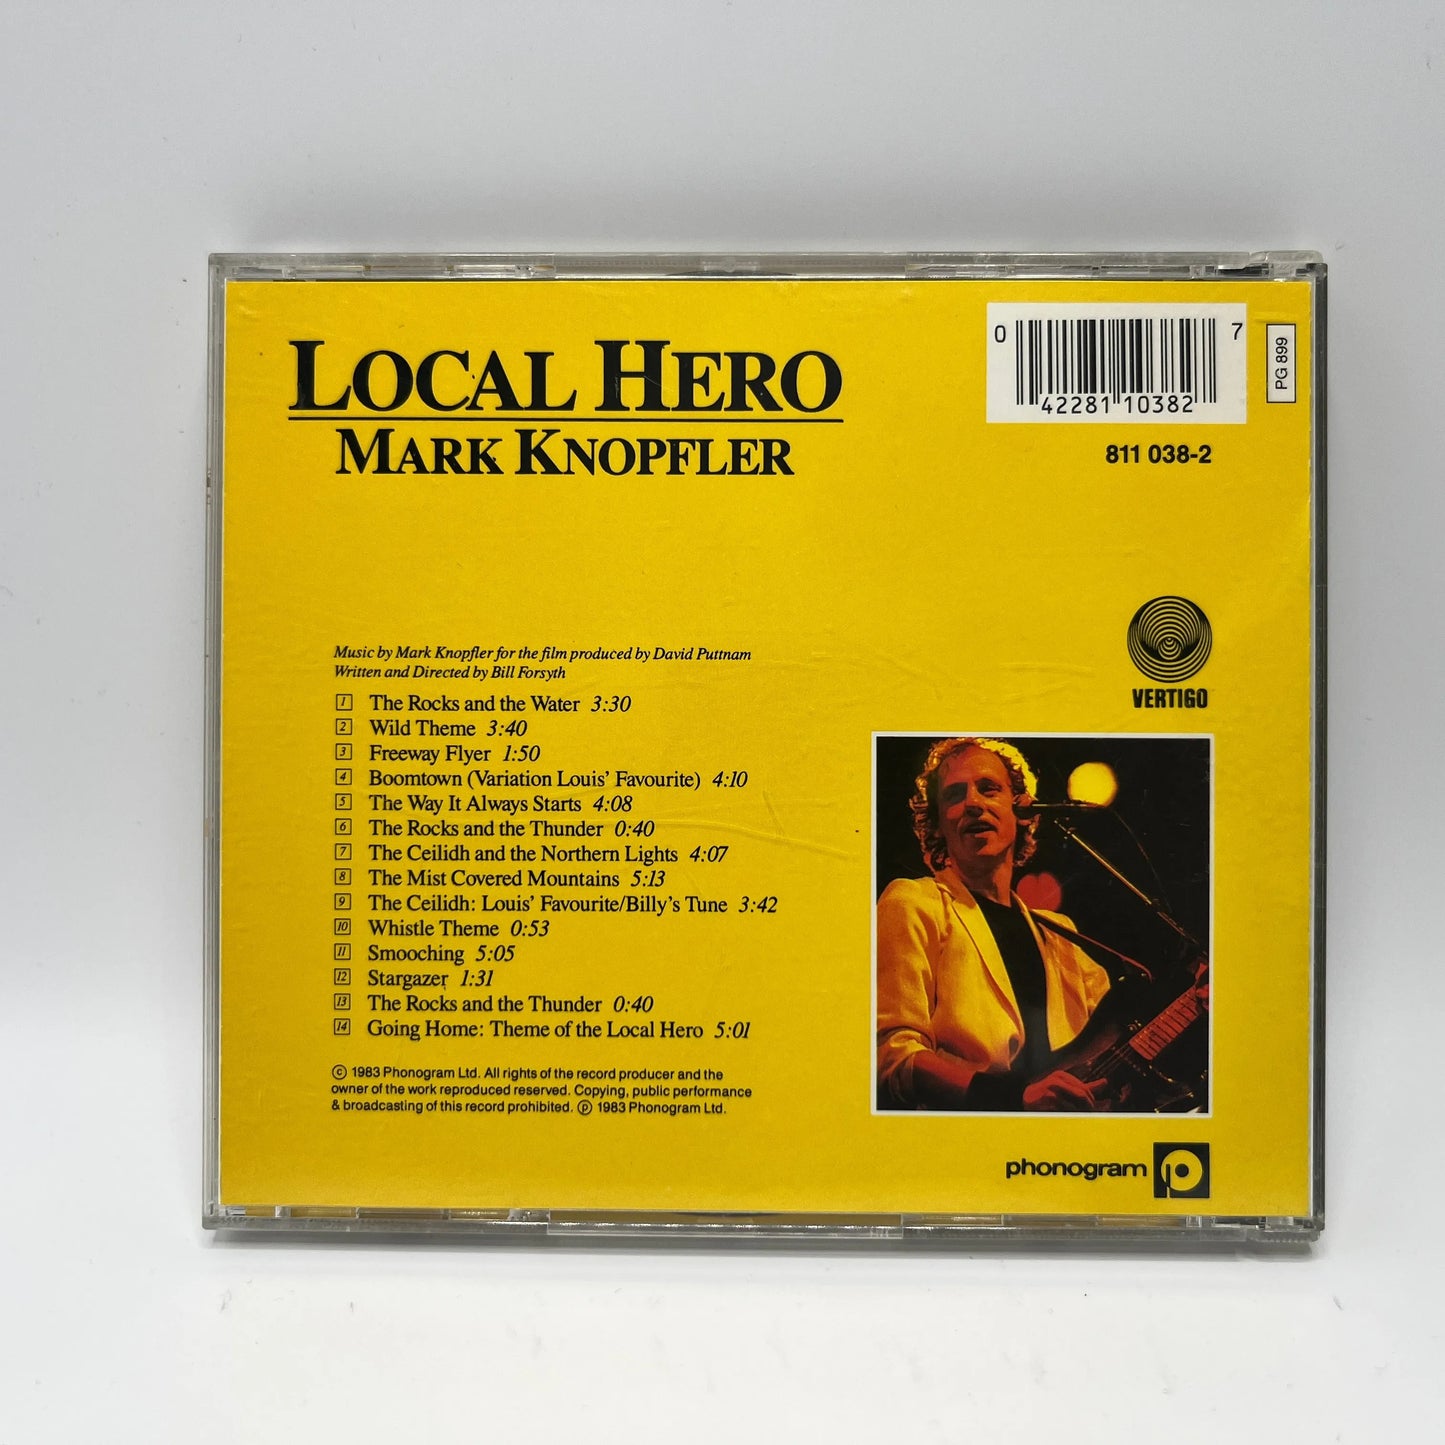 LOCAL HERO
MARK KNOPFLER
0 42281 10382 7
PG 899
811 038-2
VERTIGO
Music by Mark Knopfler for the film produced by David Puttnam
Written and Directed by Bill Forsyth
1 The Rocks and the Water 3:30
2 Wild Theme 3:40
3 Freeway Flyer 1:50
4 Boomtown (Variation Louis' Favourite) 4:10
5 The Way It Always Starts 4:08
6 The Rocks and the Thunder 0:40
7 The Ceilidh and the Northern Lights 4:07
8 The Mist Covered Mountains 5:13
9 The Ceilidh: Louis' Favourite/Billy's Tune 3:42
10 Whistle Theme 0:53
11 Smooching 5:05
12 Stargazer 1:31
13 The Rocks and the Thunder 0:40
14 Going Home: Theme of the Local Hero 5:01
© 1983 Phonogram Ltd. All rights of the record producer and the
owner of the work reproduced reserved. Copying, public performance
& broadcasting of this record prohibited. ℗ 1983 Phonogram Ltd.
phonogram